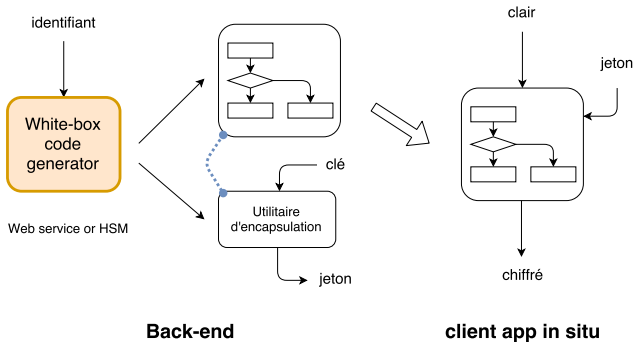 identifiant
White-box
code
generator
Web service or HSM
clé
Utilitaire
d'encapsulation
jeton
Back-end
clair
jeton
chiffré
client app in situ